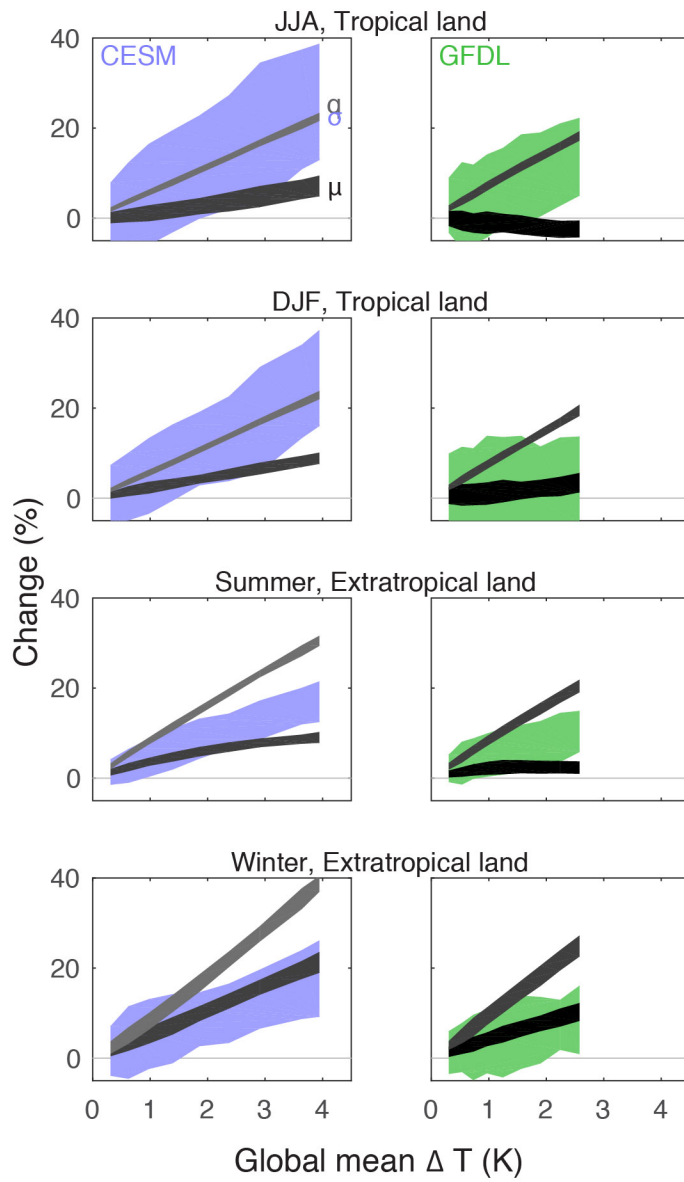 JJA, Tropical land
40
CESM
GFDL
q
σ
20
μ
0
DJF, Tropical land
40
20
0
Change (%)
Summer, Extratropical land
40
20
0
Winter, Extratropical land
40
20
0
0 1 2 3 4 0 1 2 3 4
Global mean Δ T (K)